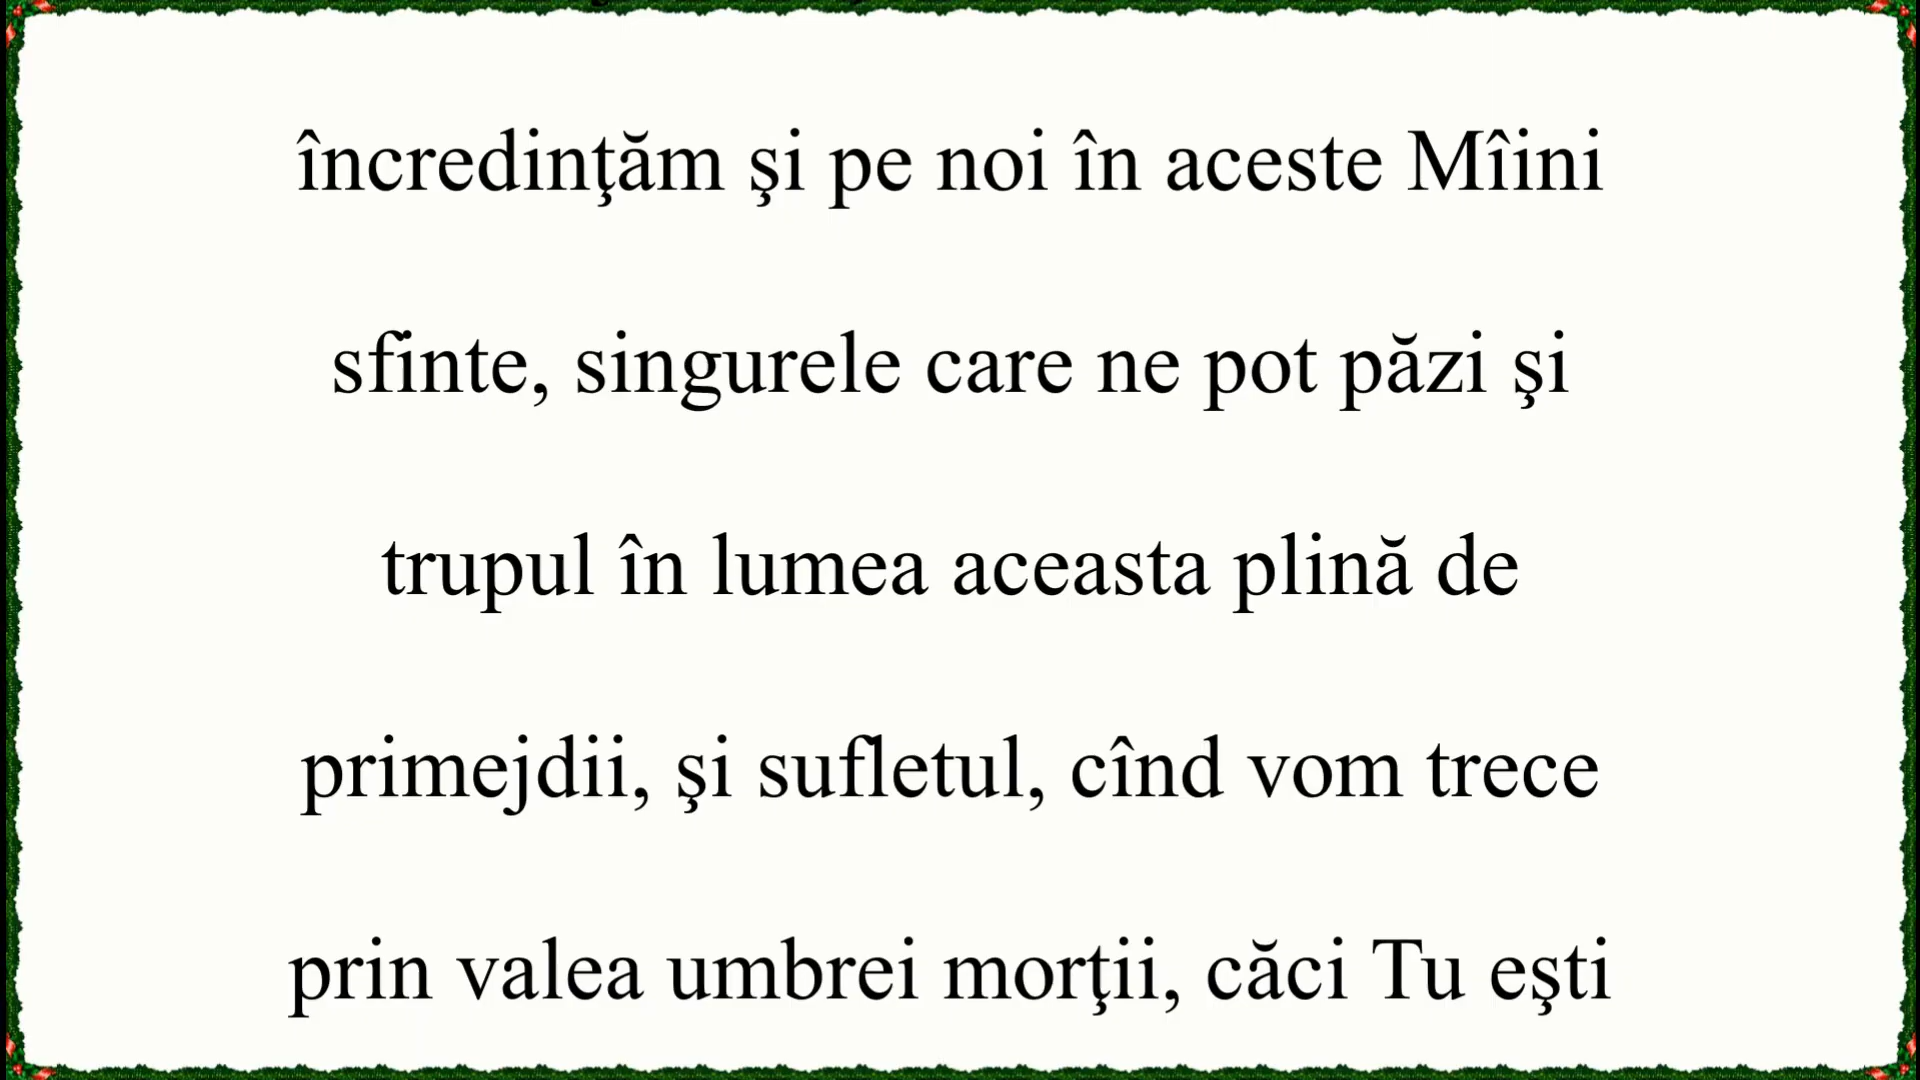 încredinţăm şi pe noi în aceste Mîini
sfinte, singurele care ne pot păzi şi
trupul în lumea aceasta plină de
primejdii, şi sufletul, cînd vom trece
prin valea umbrei morţii, căci Tu eşti